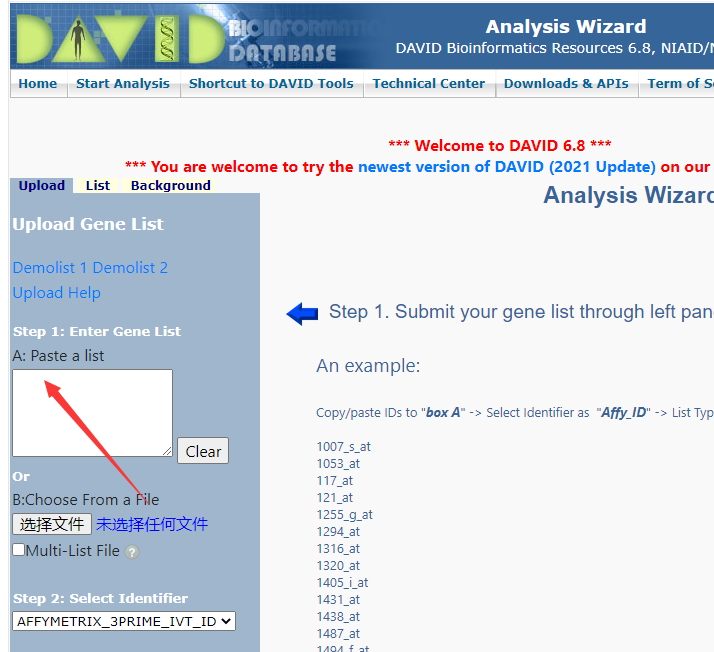 DAVID BIOINFORMATICS
DATABASE
Analysis Wizard
DAVID Bioinformatics Resources 6.8, NIAID/N
Home
Start Analysis
Shortcut to DAVID Tools
Technical Center
Downloads & APIs
Term of S
*** Welcome to DAVID 6.8 ***
*** You are welcome to try the newest version of DAVID (2021 Update) on our
Upload
List
Background
Upload Gene List
Demolist 1 Demolist 2
Upload Help
Step 1: Enter Gene List
A: Paste a list
Clear
Or
B:Choose From a File
选择文件 未选择任何文件
Multi-List File ?
Step 2: Select Identifier
AFFYMETRIX_3PRIME_IVT_ID
Analysis Wizard
Step 1. Submit your gene list through left pan
An example:
Copy/paste IDs to "box A" -> Select Identifier as "Affy_ID" -> List Typ
1007_s_at
1053_at
117_at
121_at
1255_g_at
1294_at
1316_at
1320_at
1405_i_at
1431_at
1438_at
1487_at
1494_f_at